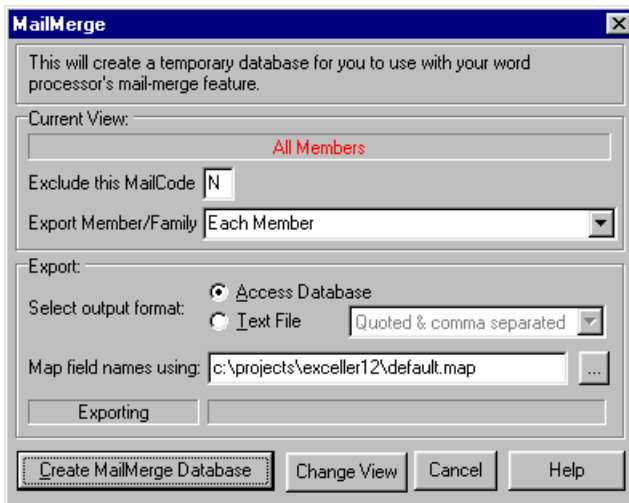 MailMerge
This will create a temporary database for you to use with your word
processor's mail-merge feature.
Current View:
All Members
Exclude this MailCode N
Export Member/Family Each Member
Export:
Select output format:
Access Database
Text File Quoted & comma separated
Map field names using: c:\projects\exceller12\default.map ...
Exporting
Create MailMerge Database Change View Cancel Help